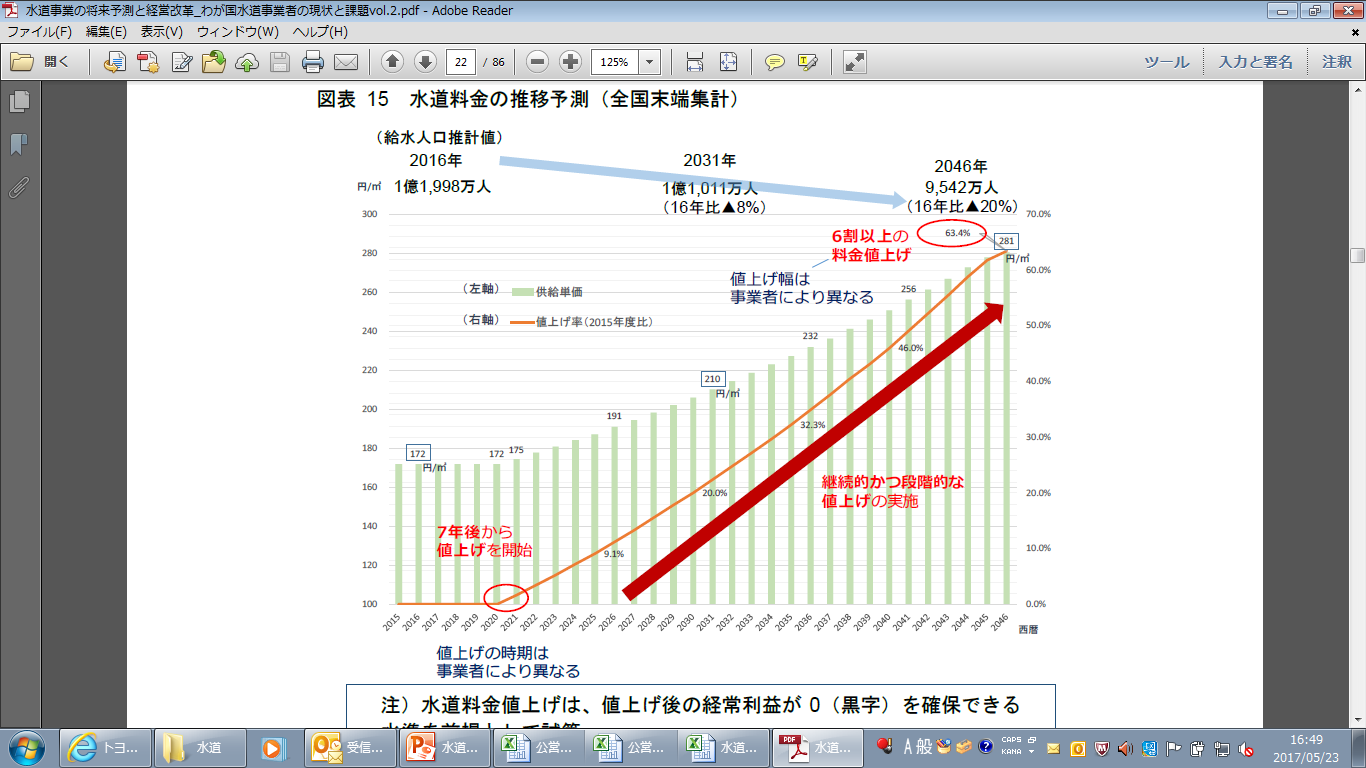 水道事業の将来予測と経営改革_わが国水道事業者の現状と課題vol.2.pdf - Adobe Reader
ファイル(F) 編集(E) 表示(V) ウィンドウ(W) ヘルプ(H)
開く 22 / 86 125% ツール 入力と署名 注釈
図表 15 水道料金の推移予測（全国末端集計）
（給水人口推計値）
2016年 2031年 2046年
円/㎥ 1億1,998万人 1億1,011万人 9,542万人
（16年比▲8%） （16年比▲20%）
300 70.0%
6割以上の 63.4%
料金値上げ 281
円/㎥
280
60.0%
値上げ幅は
事業者により異なる
（左軸） 供給単価
260 256
（右軸） 値上げ率（2015年度比）
50.0%
240 232
46.0%
220
210
円/㎥
40.0%
200 191
32.3%
30.0%
180
172 172 175
円/㎥
継続的かつ段階的な
値上げの実施
160 20.0% 20.0%
140
7年後から
値上げを開始
9.1% 10.0%
120
100 0.0%
2015 2016 2017 2018 2019 2020 2021 2022 2023 2024 2025 2026 2027 2028 2029 2030 2031 2032 2033 2034 2035 2036 2037 2038 2039 2040 2041 2042 2043 2044 2045 2046 西暦
値上げの時期は
事業者により異なる
注）水道料金値上げは、値上げ後の経常利益が 0（黒字）を確保できる
トヨ... 水道 受信... 水道... 公営... 公営... 水道... 水道...
A 般 CAPS KANA
16:49
2017/05/23